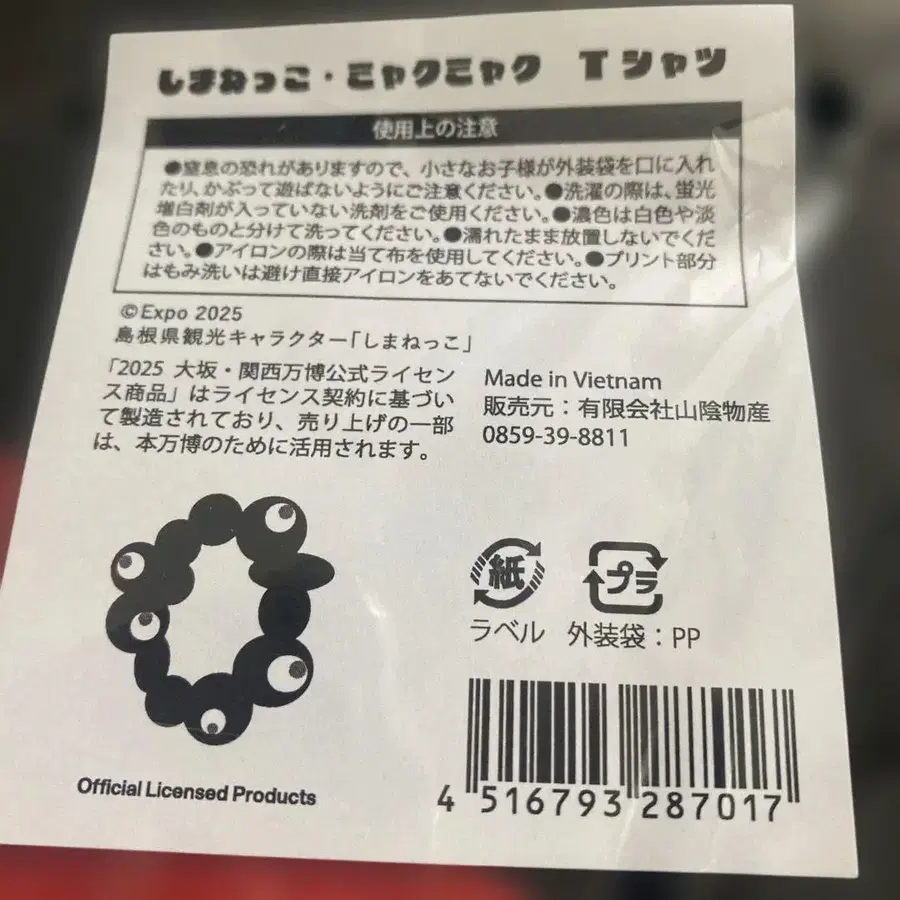 しまねっこ・ミャクミャク Tシャツ
使用上の注意
●窒息の恐れがありますので、小さなお子様が外装袋を口に入れ
たり、かぶって遊ばないようにご注意ください。●洗濯の際は、蛍光
増白剤が入っていない洗剤をご使用ください。●濃色は白色や淡
色のものと分けて洗ってください。●濡れたまま放置しないでくだ
さい。●アイロンの際は当て布を使用してください。●プリント部分
はもみ洗いは避け直接アイロンをあてないでください。
©Expo 2025
島根県観光キャラクター「しまねっこ」
「2025 大坂・関西万博公式ライセン
ス商品」はライセンス契約に基づい
て製造されており、売り上げの一部
は、本万博のために活用されます。
Made in Vietnam
販売元：有限会社山陰物産
0859-39-8811
紙
プラ
ラベル 外装袋：PP
Official Licensed Products
4 516793 287017